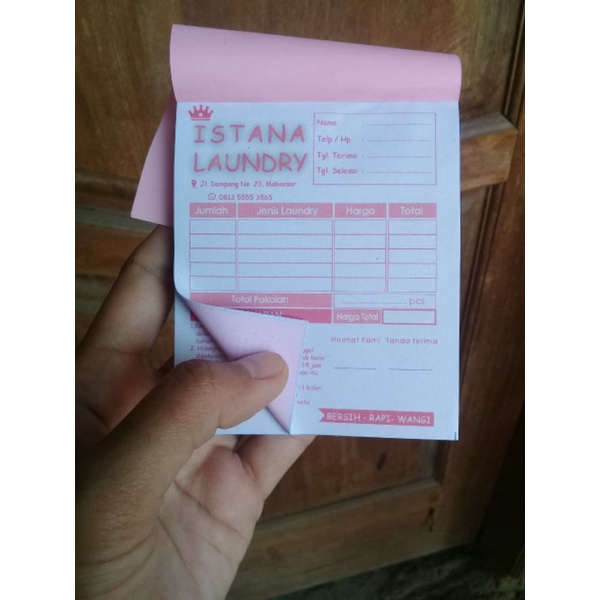 ISTANA
LAUNDRY
Jl. Dampang No. 23, Makassar
0813 5555 3565
Nama : 
Telp / Hp :
Tgl. Terima :
Tgl. Selesai :
Jumlah Jenis Laundry Harga Total
Total Pakaian pcs
Harga Total
Hormat Kami Tanda terima
BERSIH - RAPI- WANGI